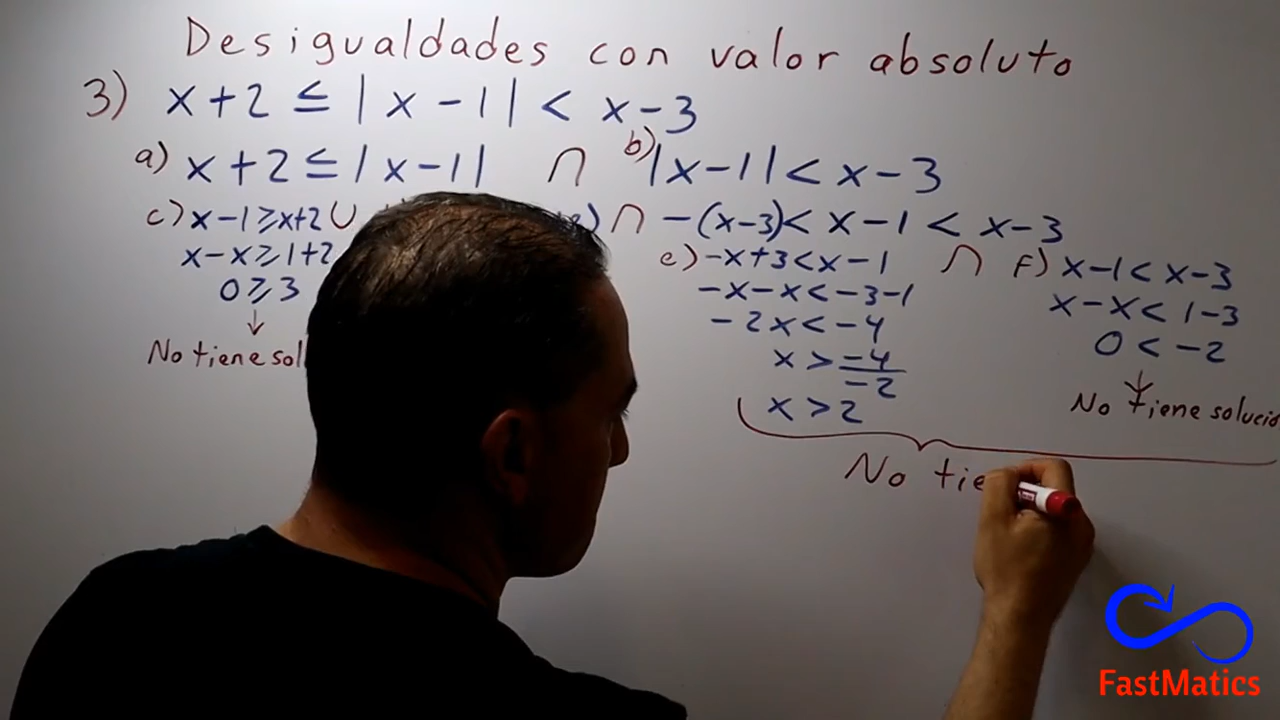 Desigualdades con valor absoluto
3) x+2 ≤ |x-1| < x-3
a) x+2 ≤ |x-1| ∩ b) |x-1| < x-3
c) x-1 ≥ x+2 ∪
) ∩ -(x-3) < x-1 < x-3
x-x ≥ 1+2
0 ≥ 3
↓
No tiene sol
e) -x+3 < x-1 ∩ f) x-1 < x-3
-x-x < -3-1
x-x < 1-3
-2x < -4
0 < -2
x > -4/-2
↓
No tiene solucio
x > 2
No tie
FastMatics